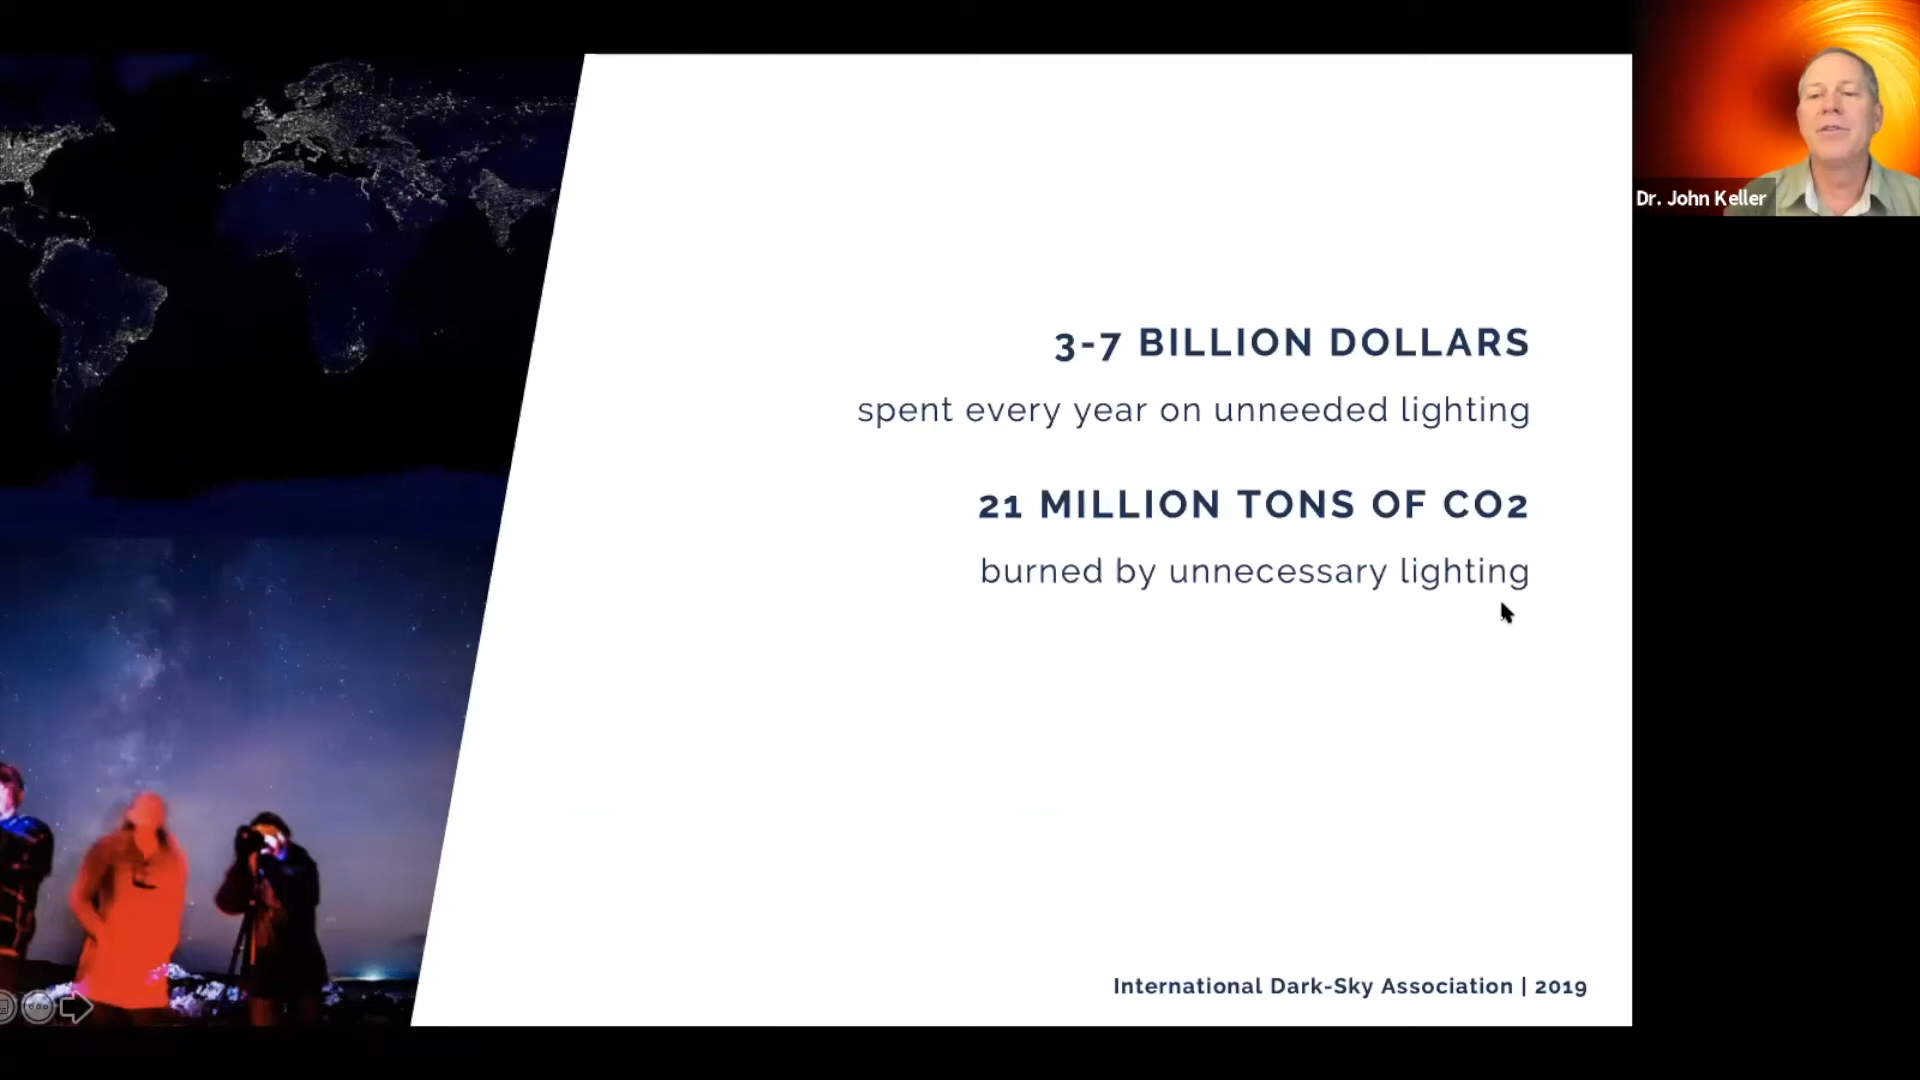 Dr. John Keller
3-7 BILLION DOLLARS
spent every year on unneeded lighting
21 MILLION TONS OF CO2
burned by unnecessary lighting
International Dark-Sky Association | 2019